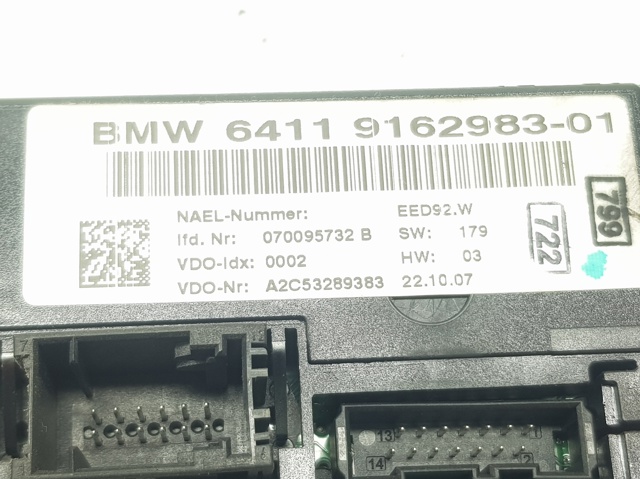 BMW 6411 9162983-01
NAEL-Nummer: EED92.W
lfd. Nr: 070095732 B SW: 179
VDO-Idx: 0002 HW: 03
VDO-Nr: A2C53289383 22.10.07
722
799
13
14
2